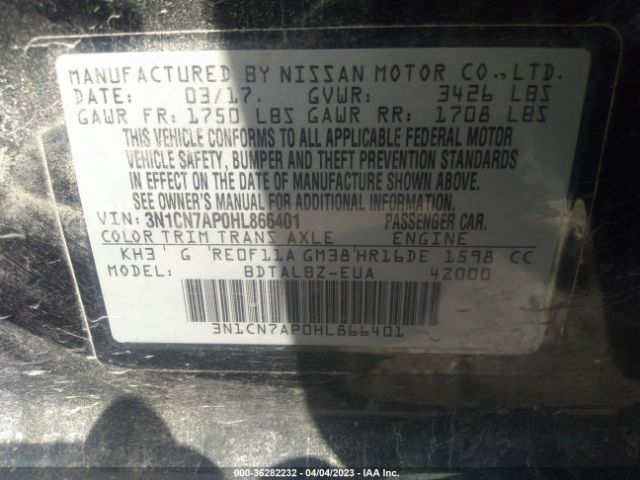 MANUFACTURED BY NISSAN MOTOR CO., LTD.
DATE: 03/17. GVWR: 3426 LBS
GAWR FR: 1750 LBS GAWR RR: 1708 LBS
THIS VEHICLE CONFORMS TO ALL APPLICABLE FEDERAL MOTOR
VEHICLE SAFETY, BUMPER AND THEFT PREVENTION STANDARDS
IN EFFECT ON THE DATE OF MANUFACTURE SHOWN ABOVE.
SEE OWNER'S MANUAL FOR ADDITIONAL INFORMATION.
VIN: 3N1CN7AP0HL866401 PASSENGER CAR.
COLOR TRIM TRANS AXLE ENGINE
KH3 G RE0F11A GM38 HR16DE 1598 CC
MODEL: BDTALBZ-EUA 4Z000
3N1CN7AP0HL866401
000-36282232 - 04/04/2023 - IAA Inc.